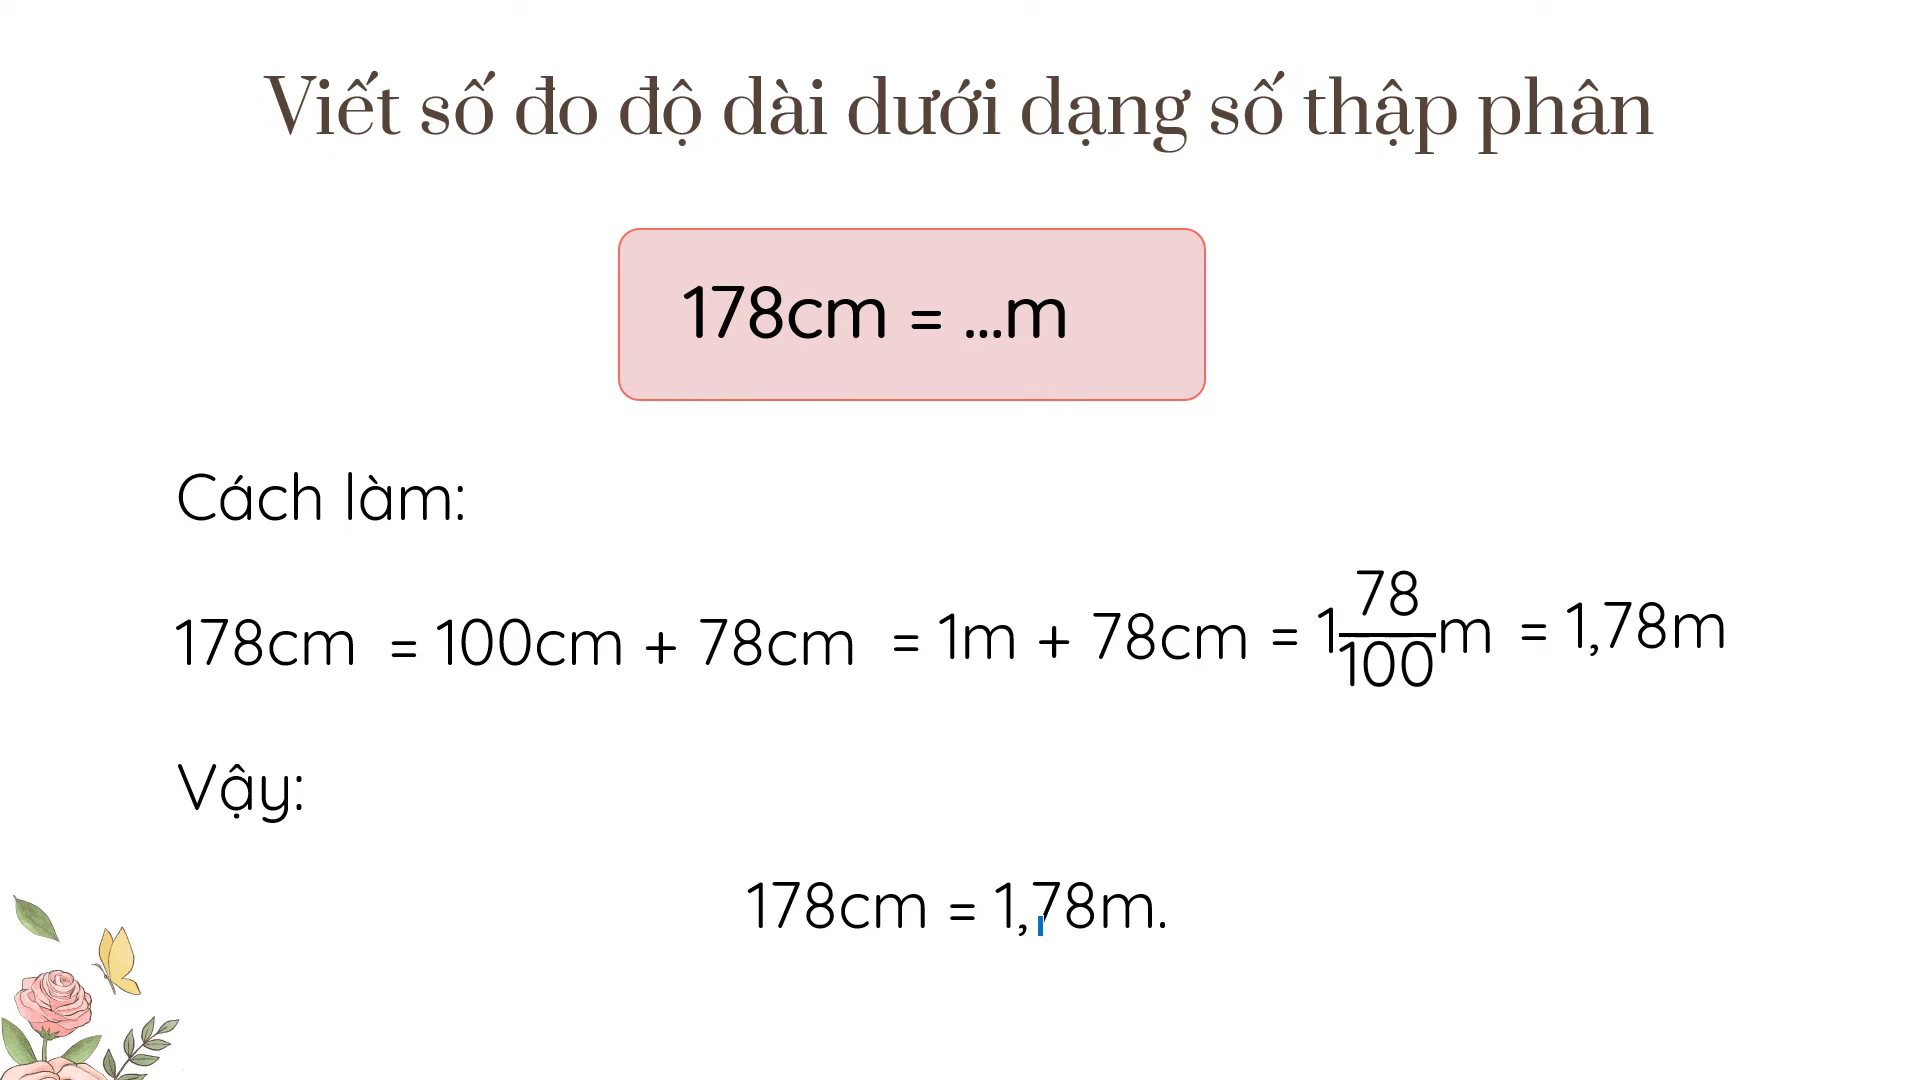 Viết số đo độ dài dưới dạng số thập phân
178cm = ...m
Cách làm:
178cm = 100cm + 78cm = 1m + 78cm = 1 78/100 m = 1,78m
Vậy:
178cm = 1,78m.